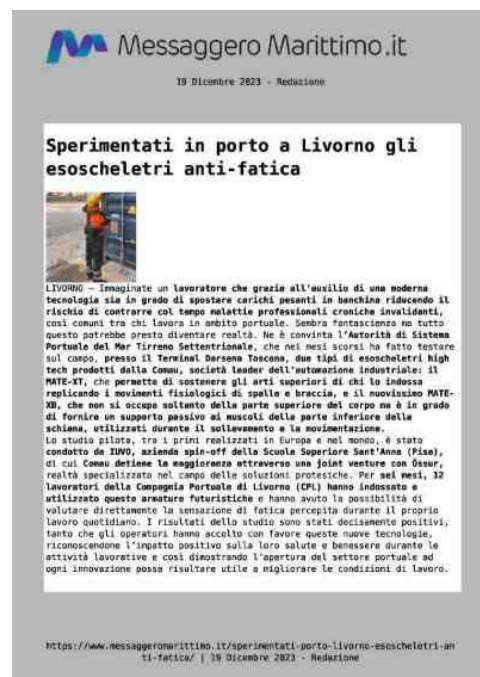 Messaggero Marittimo.it
19 Dicembre 2023 - Redazione
Sperimentati in porto a Livorno gli
esoscheletri anti-fatica
LIVORNO – Immaginate un lavoratore che grazie all'ausilio di una moderna
tecnologia sia in grado di spostare carichi pesanti in banchina riducendo il
rischio di contrarre col tempo malattie professionali croniche invalidanti,
così comuni tra chi lavora in ambito portuale. Sembra fantascienza ma tutto
questo potrebbe presto diventare realtà. Ne è convinta l'Autorità di Sistema
Portuale del Mar Tirreno Settentrionale, che nei mesi scorsi ha fatto testare
sul campo, presso il Terminal Darsena Toscana, due tipi di esoscheletri high
tech prodotti dalla Comau, società leader dell'automazione industriale: il
MATE-XT, che permette di sostenere gli arti superiori di chi lo indossa
replicando i movimenti fisiologici di spalle e braccia, e il nuovissimo MATE-
XB, che non si occupa soltanto della parte superiore del corpo ma è in grado
di fornire un supporto passivo ai muscoli della parte inferiore della
schiena, utilizzati durante il sollevamento e la movimentazione.
Lo studio pilota, tra i primi realizzati in Europa e nel mondo, è stato
condotto da IUVO, azienda spin-off della Scuola Superiore Sant'Anna (Pisa),
di cui Comau detiene la maggioranza attraverso una joint venture con Össur,
realtà specializzata nel campo delle soluzioni protesiche. Per sei mesi, 12
lavoratori della Compagnia Portuale di Livorno (CPL) hanno indossato e
utilizzato queste armature futuristiche e hanno avuto la possibilità di
valutare direttamente la sensazione di fatica percepita durante il proprio
lavoro quotidiano. I risultati dello studio sono stati decisamente positivi,
tanto che gli operatori hanno accolto con favore queste nuove tecnologie,
riconoscendone l'impatto positivo sulla loro salute e benessere durante le
attività lavorative e così dimostrando l'apertura del settore portuale ad
ogni innovazione possa risultare utile a migliorare le condizioni di lavoro.
https://www.messaggeromarittimo.it/sperimentati-porto-livorno-esoscheletri-an
ti-fatica/ | 19 Dicembre 2023 - Redazione